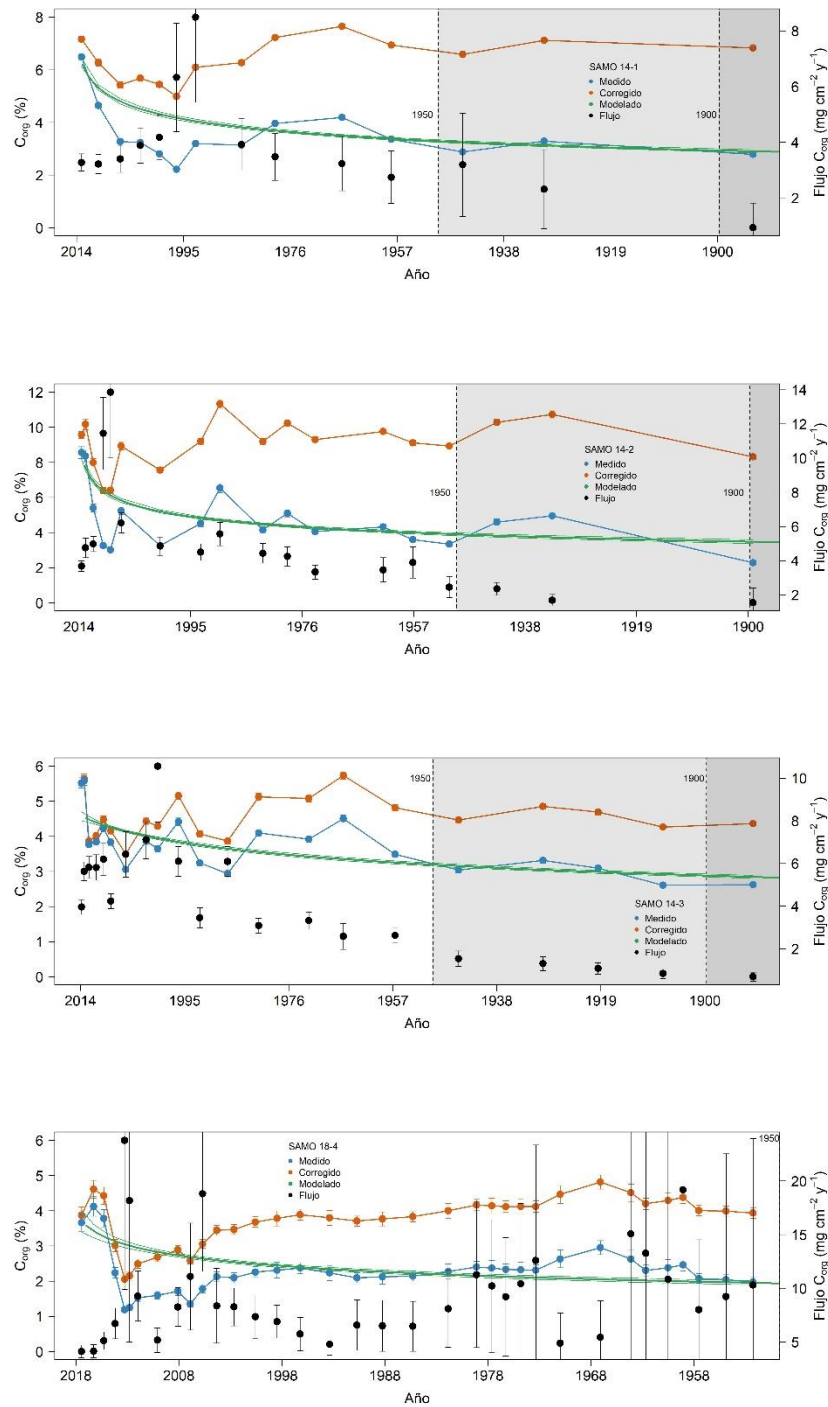 SAMO 14-1
Medido
Corregido
Modelado
Flujo
1950
1900
8
6
4
2
0
C_org (%)
8
6
4
2
Flujo C_org (mg cm⁻² y⁻¹)
2014 1995 1976 1957 1938 1919 1900
Año
SAMO 14-2
Medido
Corregido
Modelado
Flujo
1950
1900
12
10
8
6
4
2
0
C_org (%)
14
12
10
8
6
4
2
Flujo C_org (mg cm⁻² y⁻¹)
2014 1995 1976 1957 1938 1919 1900
Año
1950
1900
SAMO 14-3
Medido
Corregido
Modelado
Flujo
6
5
4
3
2
1
0
C_org (%)
10
8
6
4
2
Flujo C_org (mg cm⁻² y⁻¹)
2014 1995 1976 1957 1938 1919 1900
Año
1950
SAMO 18-4
Medido
Corregido
Modelado
Flujo
6
5
4
3
2
1
0
C_org (%)
20
15
10
5
Flujo C_org (mg cm⁻² y⁻¹)
2018 2008 1998 1988 1978 1968 1958
Año